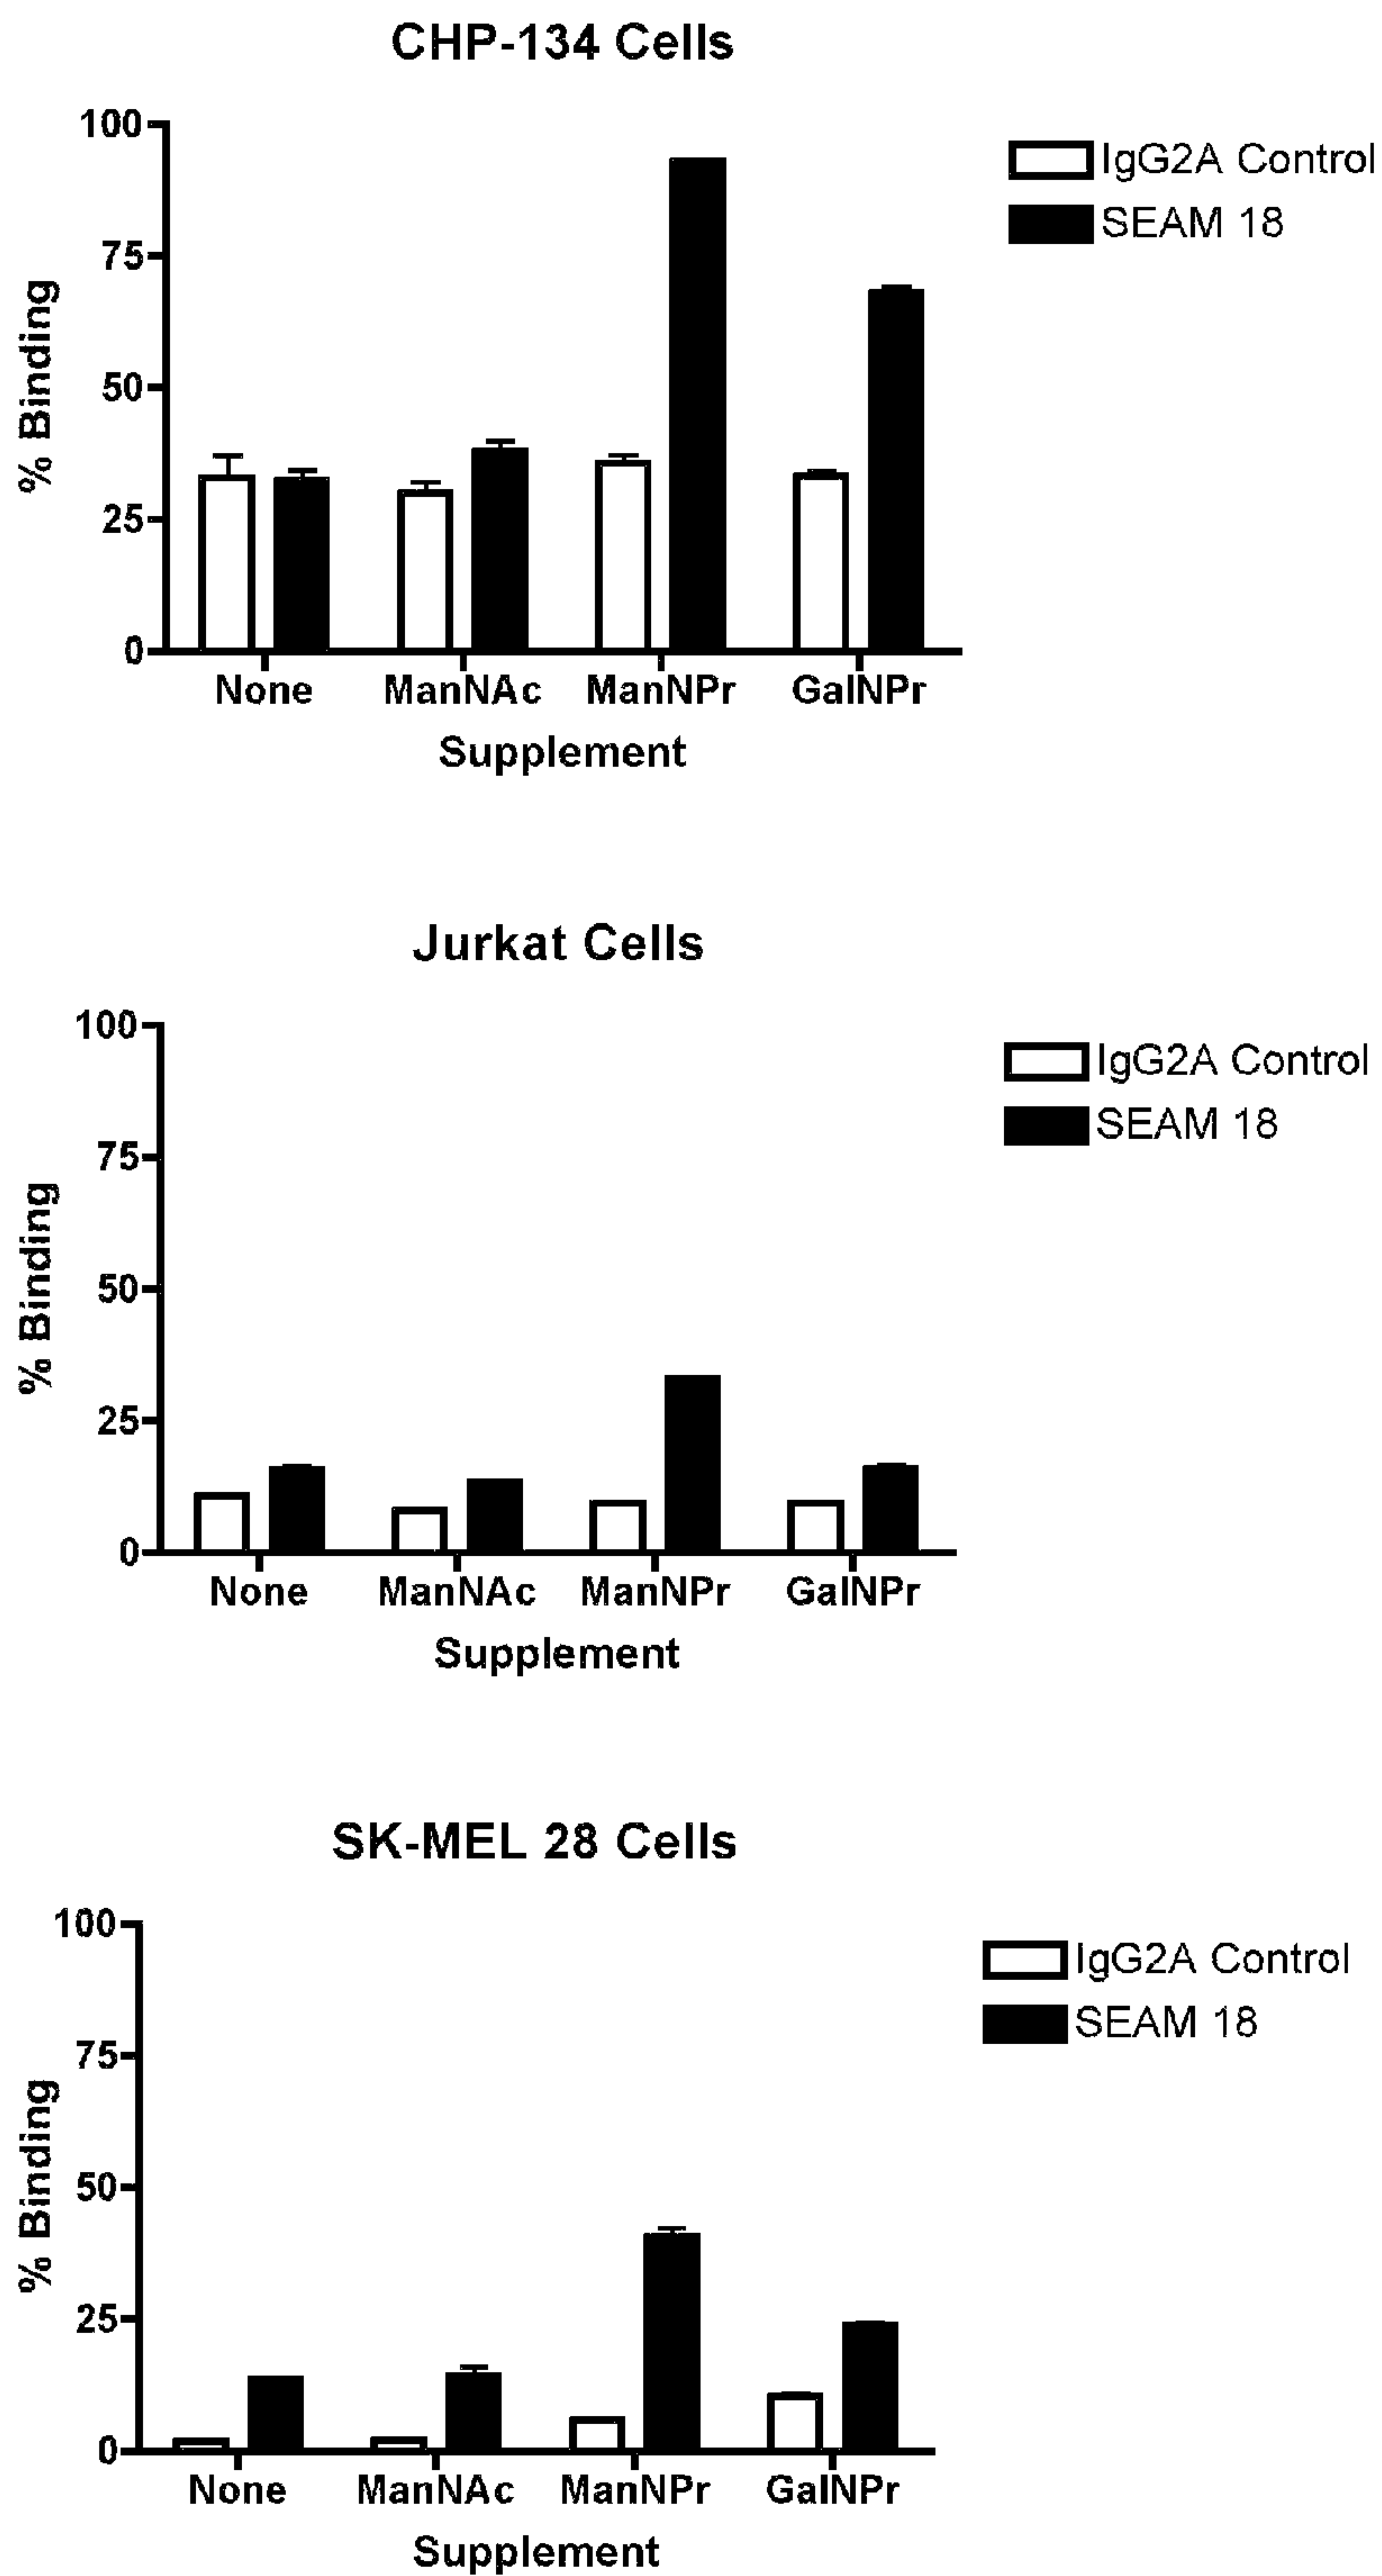 CHP-134 Cells
100
75
50
25
0
% Binding
IgG2A Control
SEAM 18
None ManNAc ManNPr GalNPr
Supplement
Jurkat Cells
100
75
50
25
0
% Binding
IgG2A Control
SEAM 18
None ManNAc ManNPr GalNPr
Supplement
SK-MEL 28 Cells
100
75
50
25
0
% Binding
IgG2A Control
SEAM 18
None ManNAc ManNPr GalNPr
Supplement